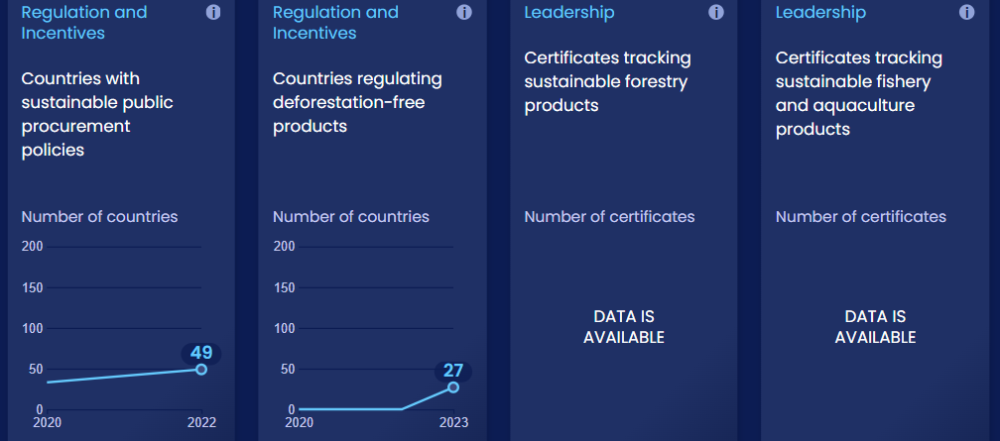 Regulation and
Incentives
i
Countries with
sustainable public
procurement
policies
Number of countries
200
150
100
50
0
49
2020
2022
Regulation and
Incentives
i
Countries regulating
deforestation-free
products
Number of countries
200
150
100
50
0
27
2020
2023
Leadership
i
Certificates tracking
sustainable forestry
products
Number of certificates
DATA IS
AVAILABLE
Leadership
i
Certificates tracking
sustainable fishery
and aquaculture
products
Number of certificates
DATA IS
AVAILABLE